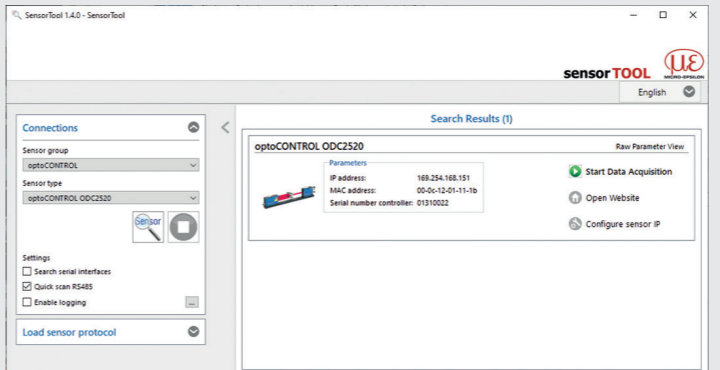 SensorTool 1.4.0 - SensorTool
sensorTOOL
µε
MICRO-EPSILON
English
Connections
Sensor group
optoCONTROL
Sensor type
optoCONTROL ODC2520
Sensor
Settings
Search serial interfaces
Quick scan RS485
Enable logging
...
Load sensor protocol
Search Results (1)
optoCONTROL ODC2520
Raw Parameter View
Parameters
IP address: 169.254.168.151
MAC address: 00-0c-12-01-11-1b
Serial number controller: 01310022
Start Data Acquisition
Open Website
Configure sensor IP